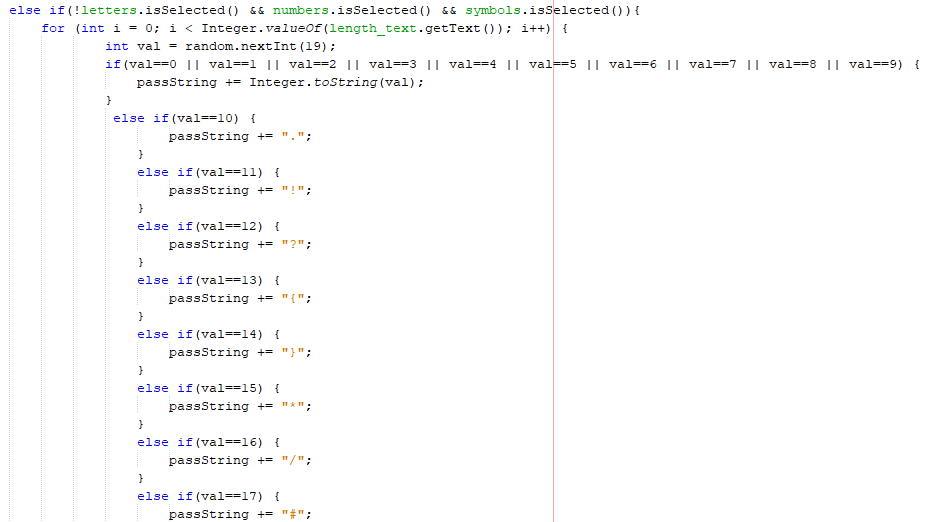 else if(!letters.isSelected() && numbers.isSelected() && symbols.isSelected()){
for (int i = 0; i < Integer.valueOf(length_text.getText()); i++) {
int val = random.nextInt(19);
if(val==0 || val==1 || val==2 || val==3 || val==4 || val==5 || val==6 || val==7 || val==8 || val==9) {
passString += Integer.toString(val);
}
else if(val==10) {
passString += ".";
}
else if(val==11) {
passString += "!";
}
else if(val==12) {
passString += "?";
}
else if(val==13) {
passString += "{";
}
else if(val==14) {
passString += "}";
}
else if(val==15) {
passString += "*";
}
else if(val==16) {
passString += "/";
}
else if(val==17) {
passString += "#";